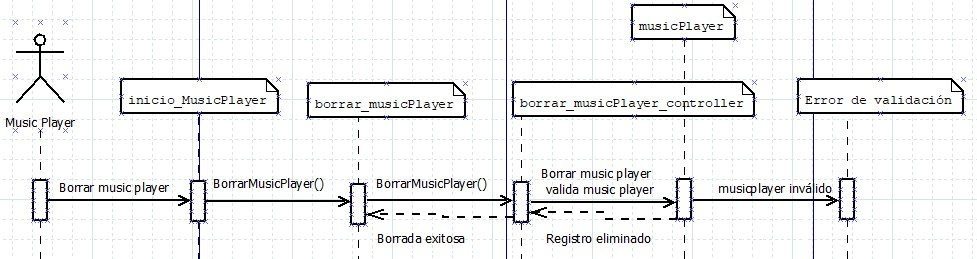 musicPlayer
inicio_MusicPlayer
borrar_musicPlayer
borrar_musicPlayer_controller
Error de validación
Music Player
Borrar music player
BorrarMusicPlayer()
BorrarMusicPlayer()
Borrar music player
valida music player
musicplayer inválido
Borrada exitosa
Registro eliminado